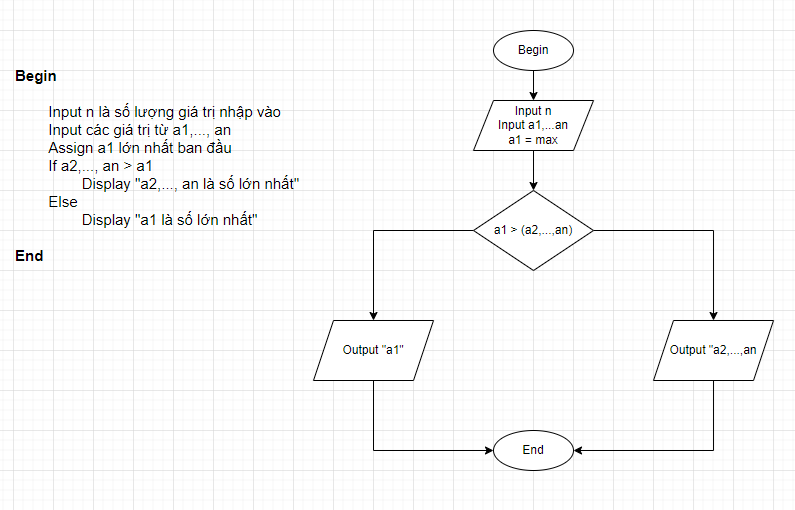 Begin
Input n là số lượng giá trị nhập vào
Input các giá trị từ a1,..., an
Assign a1 lớn nhất ban đầu
If a2,..., an > a1
Display "a2,..., an là số lớn nhất"
Else
Display "a1 là số lớn nhất"
End
Begin
Input n
Input a1,...an
a1 = max
a1 > (a2,...,an)
Output "a1"
Output "a2,...,an
End